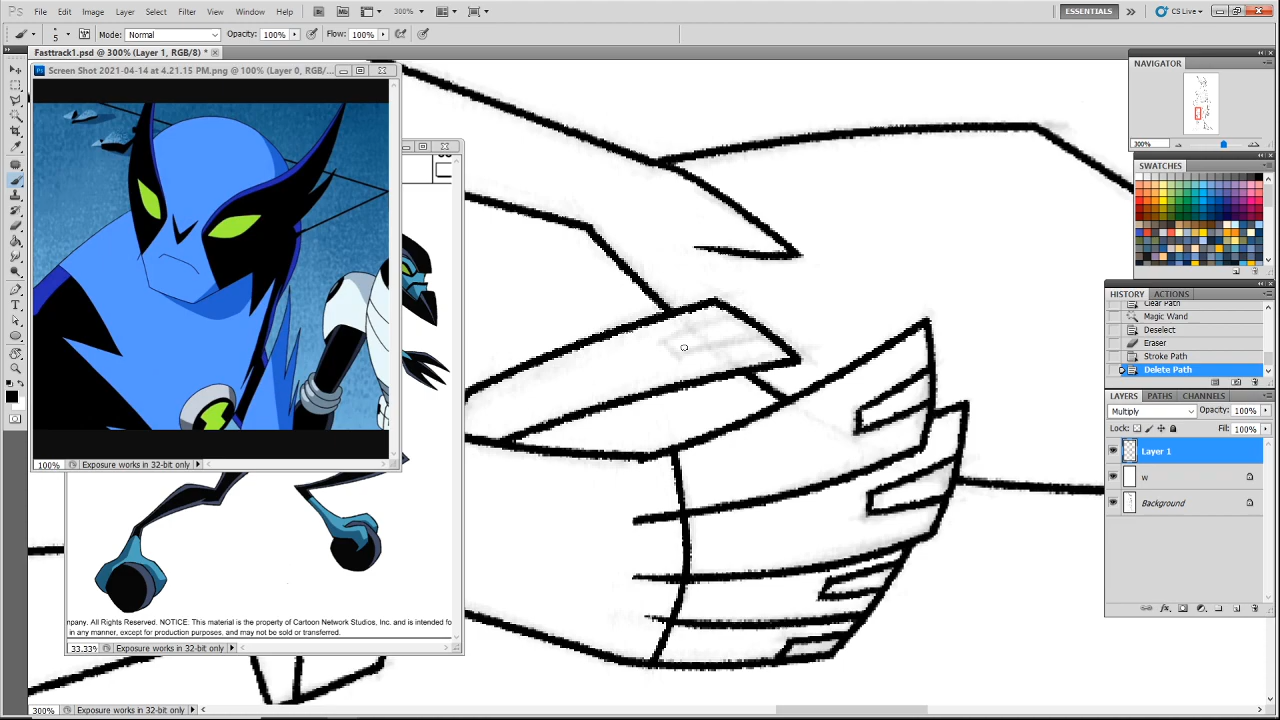 Ps File Edit Image Layer Select Filter View 3D Window Help Br Mb 300% ESSENTIALS CS Live
5 Mode: Normal Opacity: 100% Flow: 100%
Fasttrack1.psd @ 300% (Layer 1, RGB/8) *
Screen Shot 2021-04-14 at 4.21.15 PM.png @ 100% (Layer 0, RGB/...
100% Exposure works in 32-bit only
mpany. All Rights Reserved. NOTICE. This material is the property of Cartoon Network Studios, Inc. and is intended fo
in any manner, except for production purposes, and may not be sold or transferred.
33.33% Exposure works in 32-bit only
300% Exposure works in 32-bit only
NAVIGATOR
300%
SWATCHES
HISTORY ACTIONS
Clear Path
Magic Wand
Deselect
Eraser
Stroke Path
Delete Path
LAYERS PATHS CHANNELS
Multiply Opacity: 100%
Lock: Fill: 100%
Layer 1
w
Background